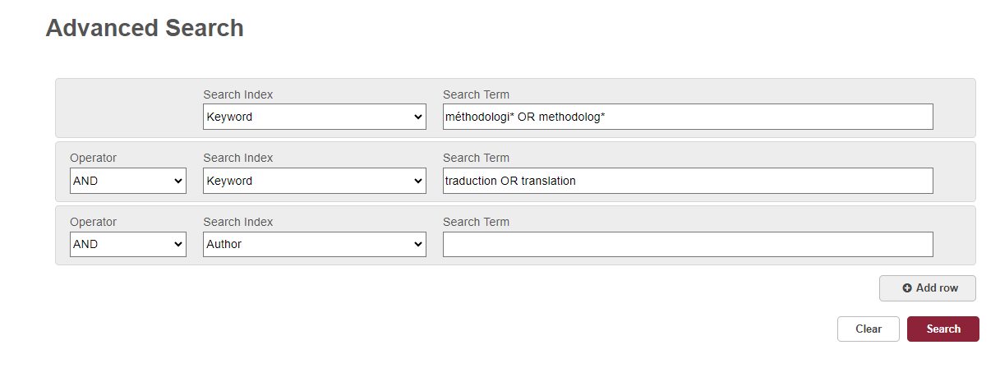 Advanced Search
Search Index Search Term
Keyword méthodologi* OR methodolog*
Operator Search Index Search Term
AND Keyword traduction OR translation
Operator Search Index Search Term
AND Author
Add row
Clear Search